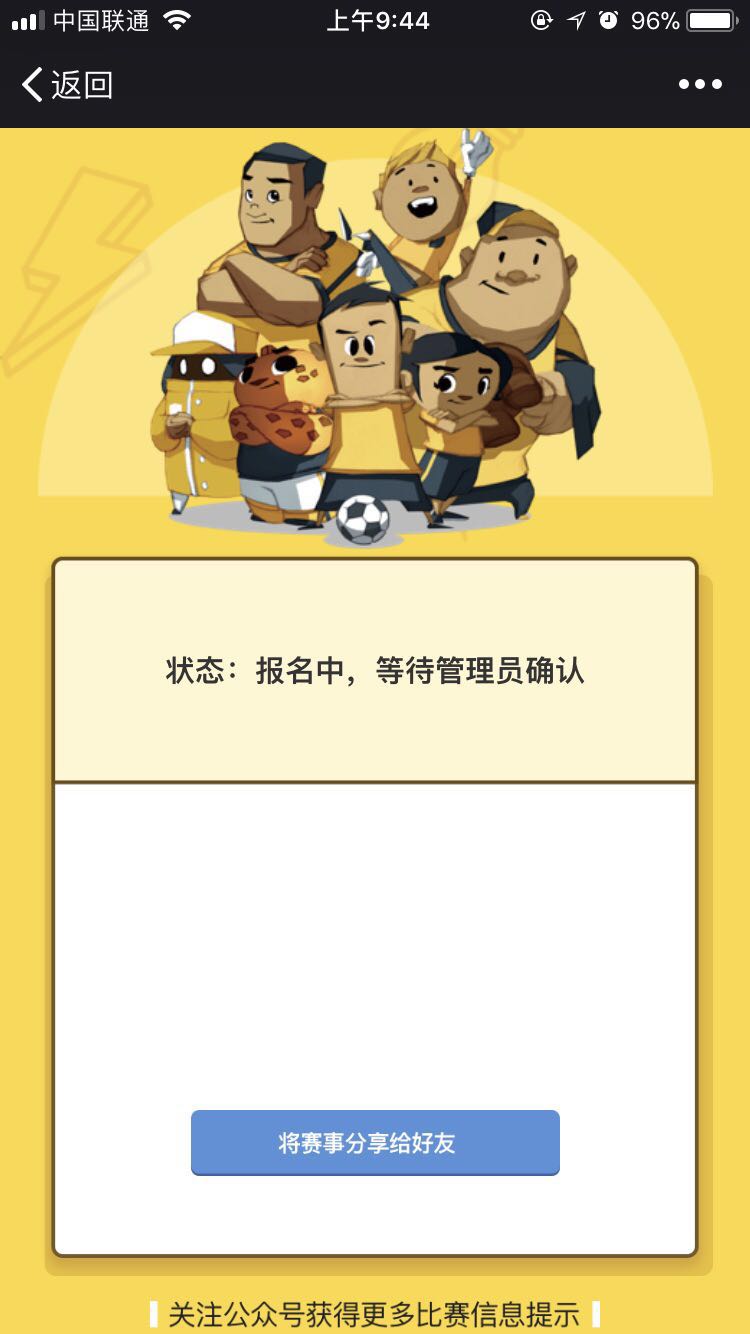 中国联通 上午9:44 96%
返回
状态：报名中，等待管理员确认
将赛事分享给好友
关注公众号获得更多比赛信息提示